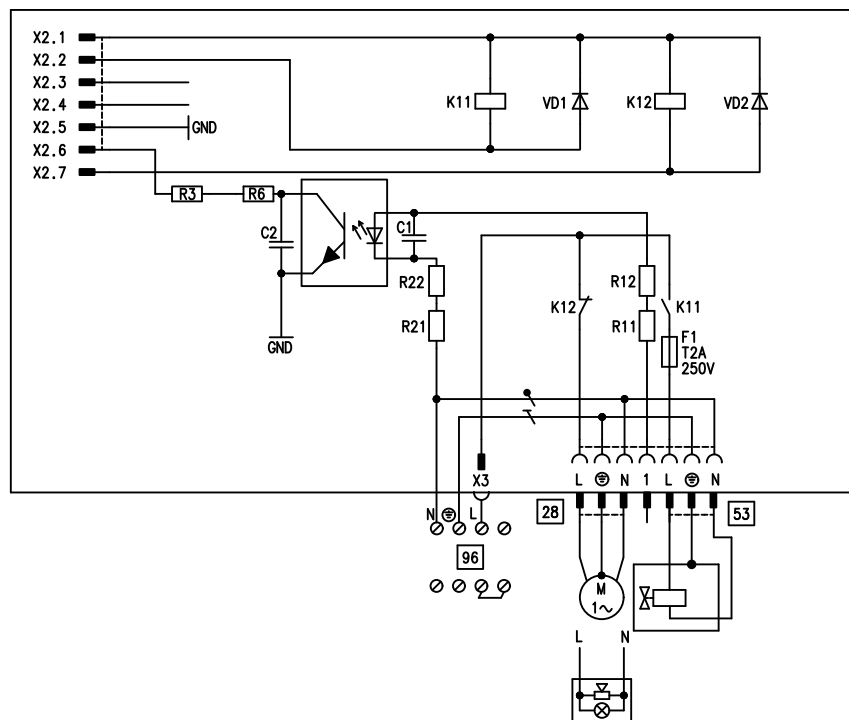 X2.1
X2.2
X2.3
X2.4
X2.5
X2.6
X2.7
GND
K11
VD1
K12
VD2
R3
R6
C2
C1
R22
R21
GND
K12
R12
R11
K11
F1
T2A
250V
X3
L
N
1
L
N
N
L
28
53
96
M
1~
L
N